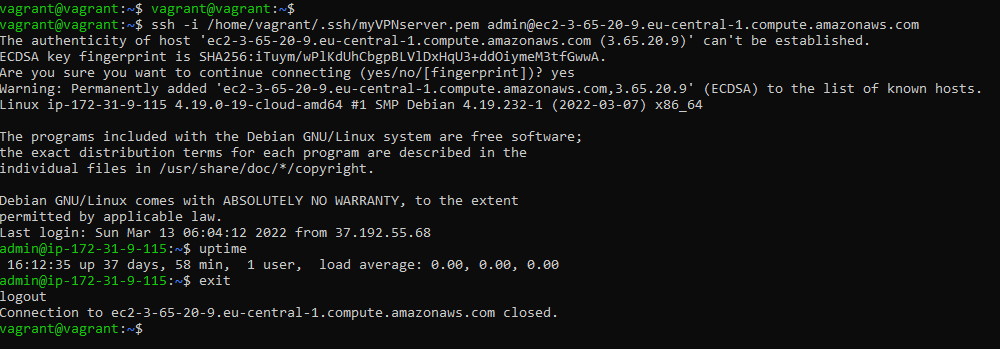 vagrant@vagrant:~$ vagrant@vagrant:~$
vagrant@vagrant:~$ ssh -i /home/vagrant/.ssh/myVPNserver.pem admin@ec2-3-65-20-9.eu-central-1.compute.amazonaws.com
The authenticity of host 'ec2-3-65-20-9.eu-central-1.compute.amazonaws.com (3.65.20.9)' can't be established.
ECDSA key fingerprint is SHA256:iTuym/wPlKdUhCbgpBLVlDxHqU3+ddOiymeM3tfGwwA.
Are you sure you want to continue connecting (yes/no/[fingerprint])? yes
Warning: Permanently added 'ec2-3-65-20-9.eu-central-1.compute.amazonaws.com,3.65.20.9' (ECDSA) to the list of known hosts.
Linux ip-172-31-9-115 4.19.0-19-cloud-amd64 #1 SMP Debian 4.19.232-1 (2022-03-07) x86_64
The programs included with the Debian GNU/Linux system are free software;
the exact distribution terms for each program are described in the
individual files in /usr/share/doc/*/copyright.
Debian GNU/Linux comes with ABSOLUTELY NO WARRANTY, to the extent
permitted by applicable law.
Last login: Sun Mar 13 06:04:12 2022 from 37.192.55.68
admin@ip-172-31-9-115:~$ uptime
16:12:35 up 37 days, 58 min,  1 user,  load average: 0.00, 0.00, 0.00
admin@ip-172-31-9-115:~$ exit
logout
Connection to ec2-3-65-20-9.eu-central-1.compute.amazonaws.com closed.
vagrant@vagrant:~$